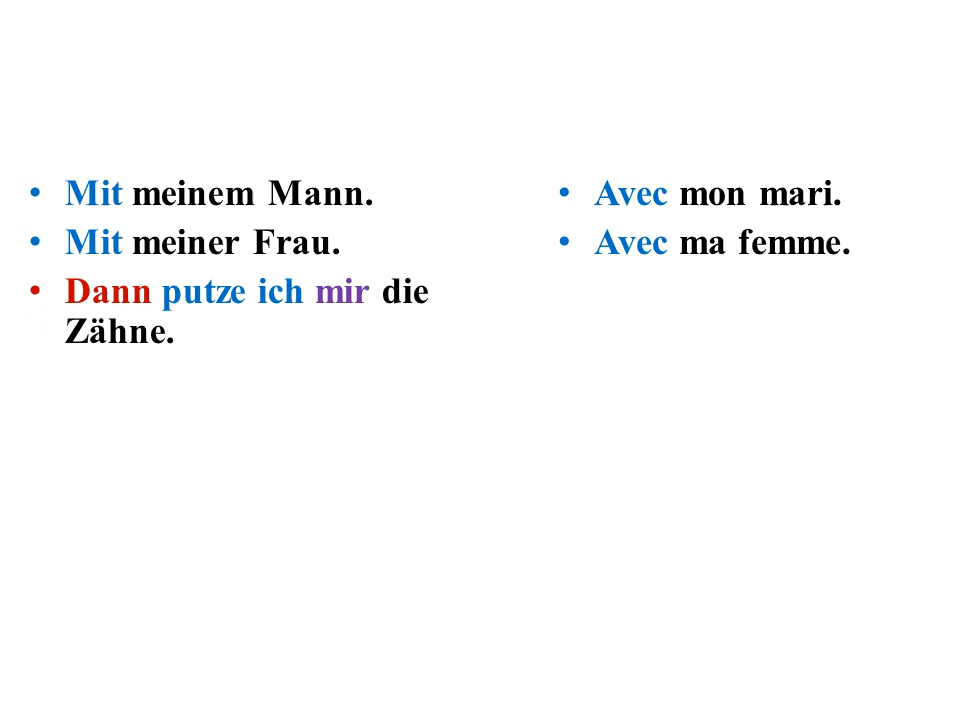 • Mit meinem Mann.
• Mit meiner Frau.
• Dann putze ich mir die
Zähne.
• Avec mon mari.
• Avec ma femme.